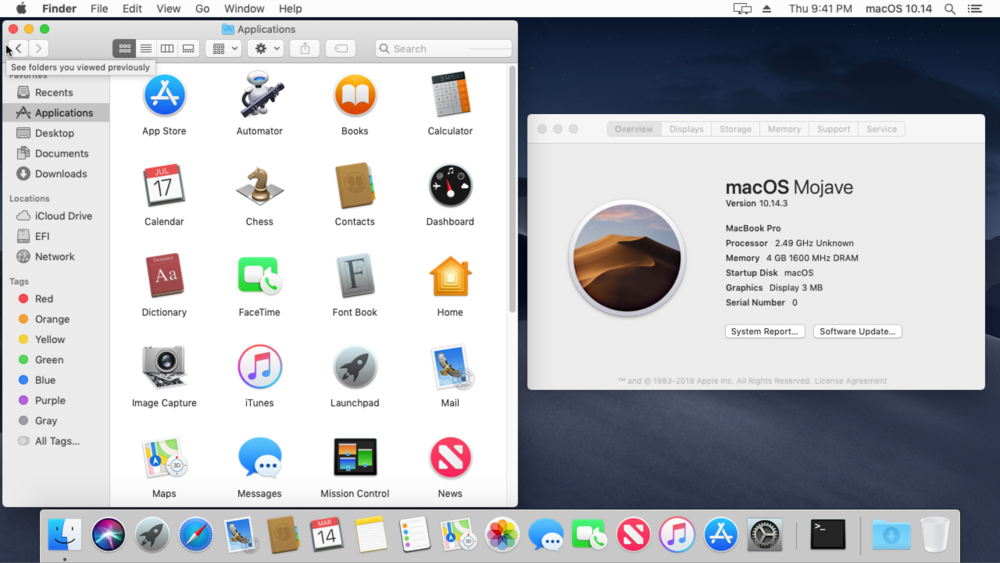 Finder File Edit View Go Window Help
Thu 9:41 PM macOS 10.14
Applications
Search
See folders you viewed previously
Favorites
Recents
Applications
Desktop
Documents
Downloads
Locations
iCloud Drive
EFI
Network
Tags
Red
Orange
Yellow
Green
Blue
Purple
Gray
All Tags...
App Store Automator Books Calculator
JUL
17
Calendar Chess Contacts Dashboard
Aa
F
Dictionary FaceTime Font Book Home
Image Capture iTunes Launchpad Mail
3D
Maps Messages Mission Control News
Overview Displays Storage Memory Support Service
macOS Mojave
Version 10.14.3
MacBook Pro
Processor 2.49 GHz Unknown
Memory 4 GB 1600 MHz DRAM
Startup Disk macOS
Graphics Display 3 MB
Serial Number 0
System Report... Software Update...
™ and © 1983-2019 Apple Inc. All Rights Reserved. License Agreement
MAR
14
3D
>_